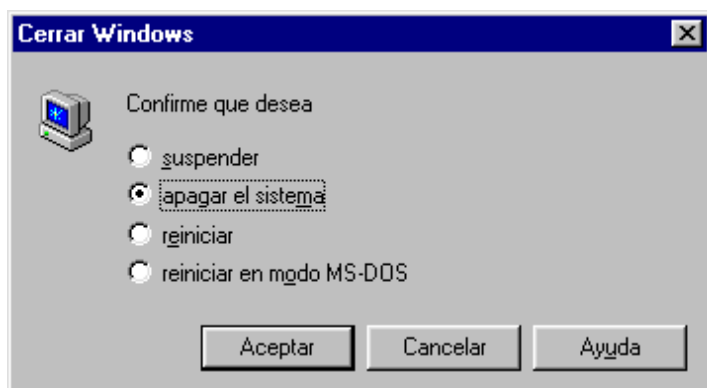 Cerrar Windows
Confirme que desea
suspender
apagar el sistema
reiniciar
reiniciar en modo MS-DOS
Aceptar Cancelar Ayuda